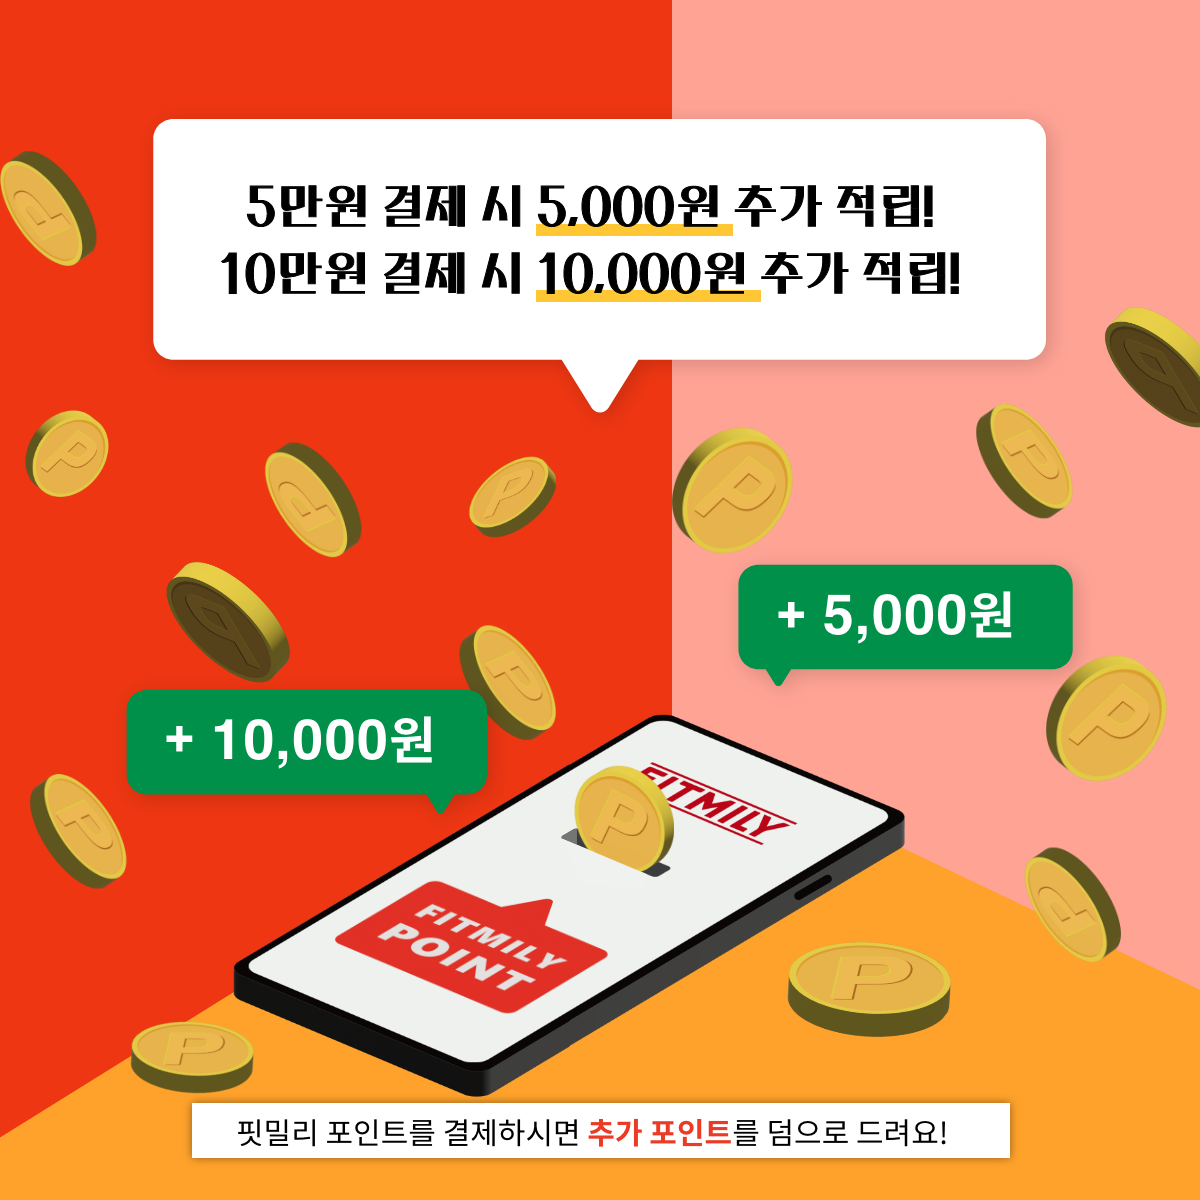 5만원 결제 시 5,000원 추가 적립!
10만원 결제 시 10,000원 추가 적립!
+ 5,000원
+ 10,000원
FITMILY
FITMILY
POINT
핏밀리 포인트를 결제하시면 추가 포인트를 덤으로 드려요!